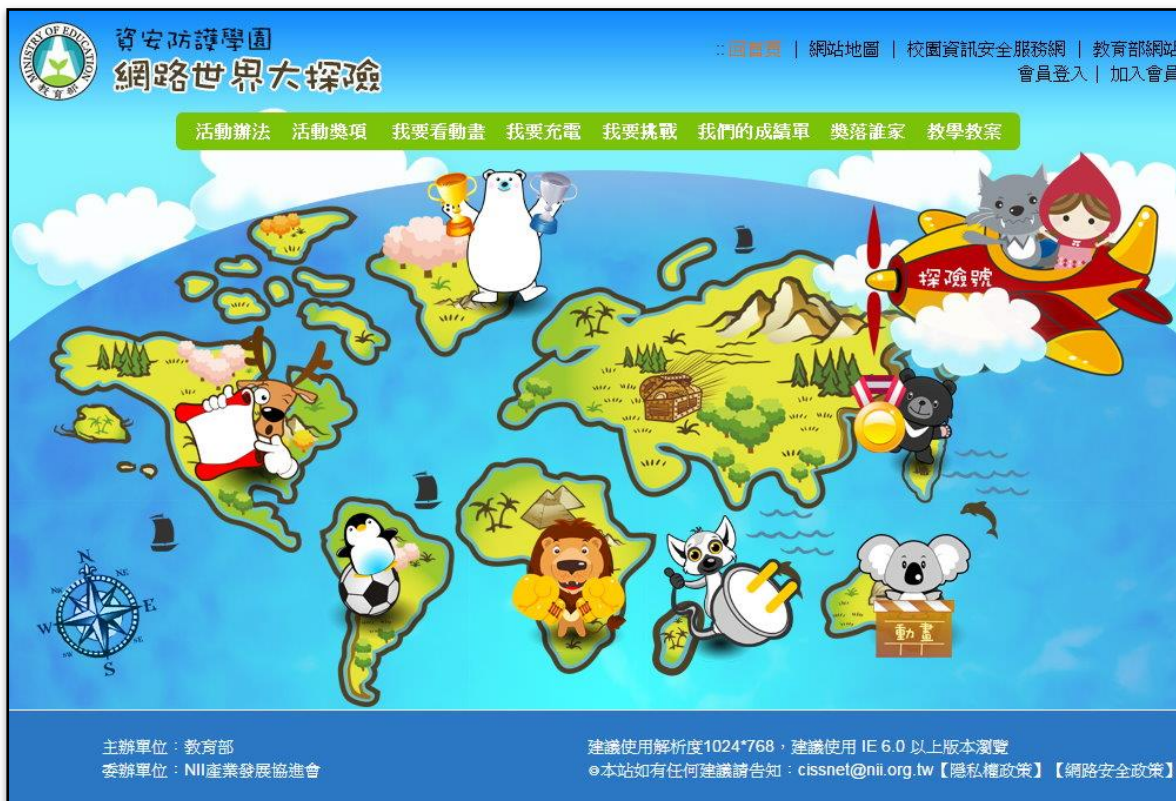 MINISTRY OF EDUCATION
教育部
資安防護學園
網路世界大探險
::回首頁 | 網站地圖 | 校園資訊安全服務網 | 教育部網站
會員登入 | 加入會員
活動辦法 活動獎項 我要看動畫 我要充電 我要挑戰 我們的成績單 獎落誰家 教學教案
探險號
動畫
N
NE
E
SE
S
SW
W
NW
主辦單位：教育部
委辦單位：NII產業發展協進會
建議使用解析度1024*768，建議使用 IE 6.0 以上版本瀏覽
◎本站如有任何建議請告知：cissnet@nii.org.tw【隱私權政策】【網路安全政策】